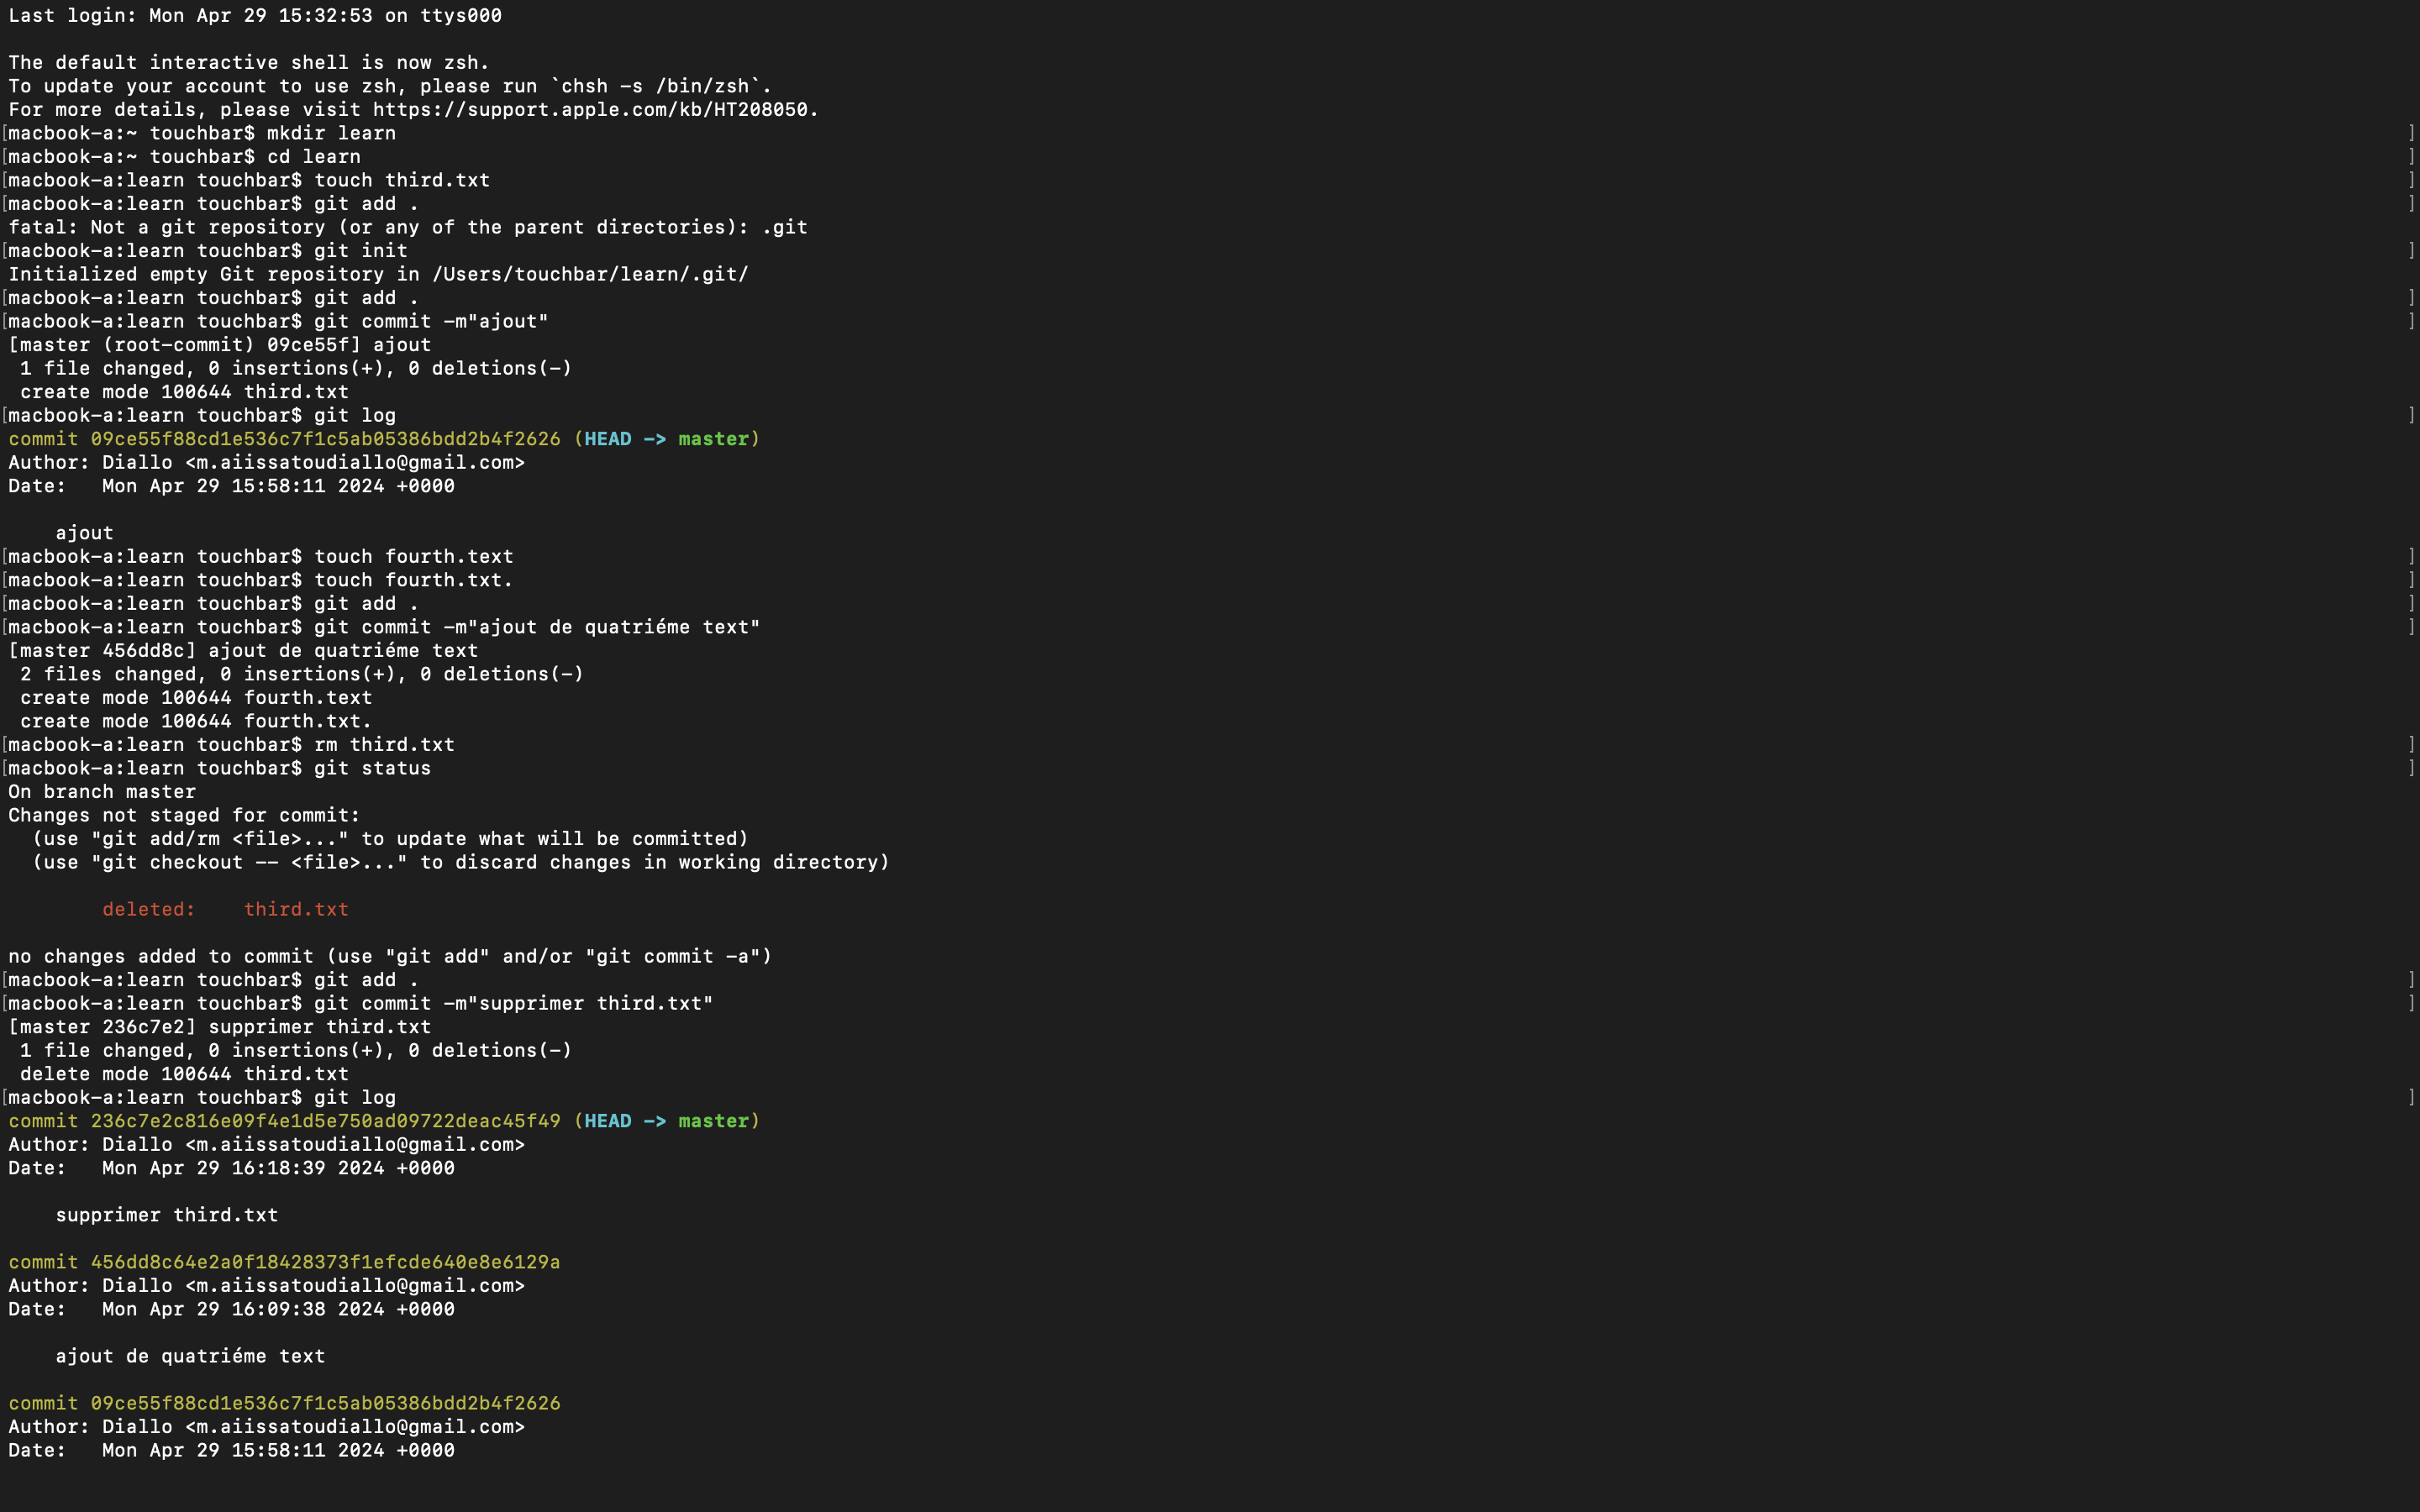 Last login: Mon Apr 29 15:32:53 on ttys000
The default interactive shell is now zsh.
To update your account to use zsh, please run `chsh -s /bin/zsh`.
For more details, please visit https://support.apple.com/kb/HT208050.
[macbook-a:~ touchbar$ mkdir learn ]
[macbook-a:~ touchbar$ cd learn ]
[macbook-a:learn touchbar$ touch third.txt ]
[macbook-a:learn touchbar$ git add . ]
fatal: Not a git repository (or any of the parent directories): .git
[macbook-a:learn touchbar$ git init ]
Initialized empty Git repository in /Users/touchbar/learn/.git/
[macbook-a:learn touchbar$ git add . ]
[macbook-a:learn touchbar$ git commit -m"ajout" ]
[master (root-commit) 09ce55f] ajout
 1 file changed, 0 insertions(+), 0 deletions(-)
 create mode 100644 third.txt
[macbook-a:learn touchbar$ git log ]
commit 09ce55f88cd1e536c7f1c5ab05386bdd2b4f2626 (HEAD -> master)
Author: Diallo <m.aiissatoudiallo@gmail.com>
Date:   Mon Apr 29 15:58:11 2024 +0000
    ajout
[macbook-a:learn touchbar$ touch fourth.text ]
[macbook-a:learn touchbar$ touch fourth.txt. ]
[macbook-a:learn touchbar$ git add . ]
[macbook-a:learn touchbar$ git commit -m"ajout de quatriéme text" ]
[master 456dd8c] ajout de quatriéme text
 2 files changed, 0 insertions(+), 0 deletions(-)
 create mode 100644 fourth.text
 create mode 100644 fourth.txt.
[macbook-a:learn touchbar$ rm third.txt ]
[macbook-a:learn touchbar$ git status ]
On branch master
Changes not staged for commit:
  (use "git add/rm <file>..." to update what will be committed)
  (use "git checkout -- <file>..." to discard changes in working directory)
        deleted:    third.txt
no changes added to commit (use "git add" and/or "git commit -a")
[macbook-a:learn touchbar$ git add . ]
[macbook-a:learn touchbar$ git commit -m"supprimer third.txt" ]
[master 236c7e2] supprimer third.txt
 1 file changed, 0 insertions(+), 0 deletions(-)
 delete mode 100644 third.txt
[macbook-a:learn touchbar$ git log ]
commit 236c7e2c816e09f4e1d5e750ad09722deac45f49 (HEAD -> master)
Author: Diallo <m.aiissatoudiallo@gmail.com>
Date:   Mon Apr 29 16:18:39 2024 +0000
    supprimer third.txt
commit 456dd8c64e2a0f18428373f1efcde640e8e6129a
Author: Diallo <m.aiissatoudiallo@gmail.com>
Date:   Mon Apr 29 16:09:38 2024 +0000
    ajout de quatriéme text
commit 09ce55f88cd1e536c7f1c5ab05386bdd2b4f2626
Author: Diallo <m.aiissatoudiallo@gmail.com>
Date:   Mon Apr 29 15:58:11 2024 +0000